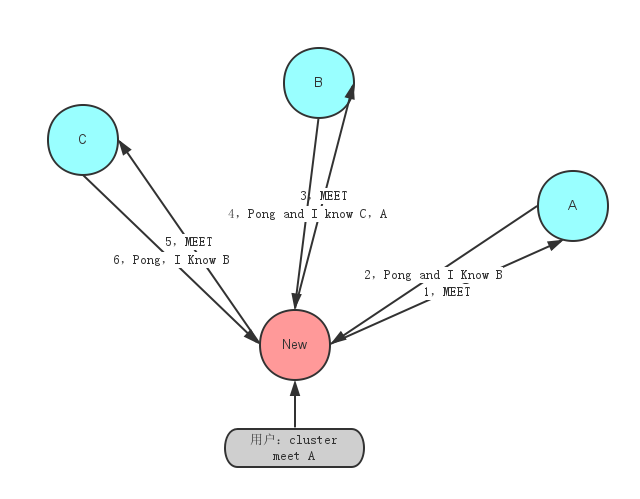 B
C
A
3, MEET
4, Pong and I know C, A
5, MEET
6, Pong, I Know B
2, Pong and I Know B
1, MEET
New
用户: cluster
meet A